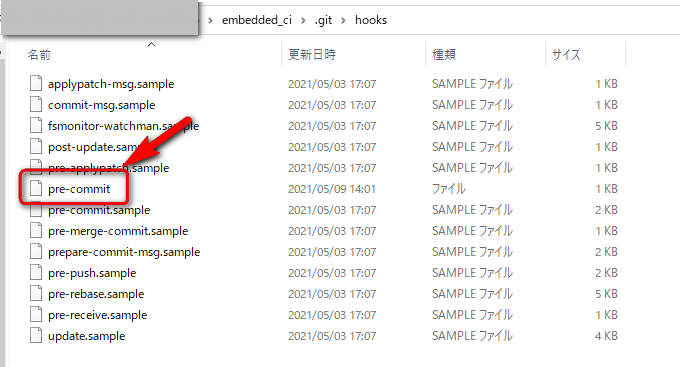 embedded_ci › .git › hooks
名前 更新日時 種類 サイズ
applypatch-msg.sample 2021/05/03 17:07 SAMPLE ファイル 1 KB
commit-msg.sample 2021/05/03 17:07 SAMPLE ファイル 1 KB
fsmonitor-watchman.sample 2021/05/03 17:07 SAMPLE ファイル 5 KB
post-update.sample 2021/05/03 17:07 SAMPLE ファイル 1 KB
pre-applypatch.sample 2021/05/03 17:07 SAMPLE ファイル 1 KB
pre-commit 2021/05/09 14:01 ファイル 1 KB
pre-commit.sample 2021/05/03 17:07 SAMPLE ファイル 2 KB
pre-merge-commit.sample 2021/05/03 17:07 SAMPLE ファイル 1 KB
prepare-commit-msg.sample 2021/05/03 17:07 SAMPLE ファイル 2 KB
pre-push.sample 2021/05/03 17:07 SAMPLE ファイル 2 KB
pre-rebase.sample 2021/05/03 17:07 SAMPLE ファイル 5 KB
pre-receive.sample 2021/05/03 17:07 SAMPLE ファイル 1 KB
update.sample 2021/05/03 17:07 SAMPLE ファイル 4 KB